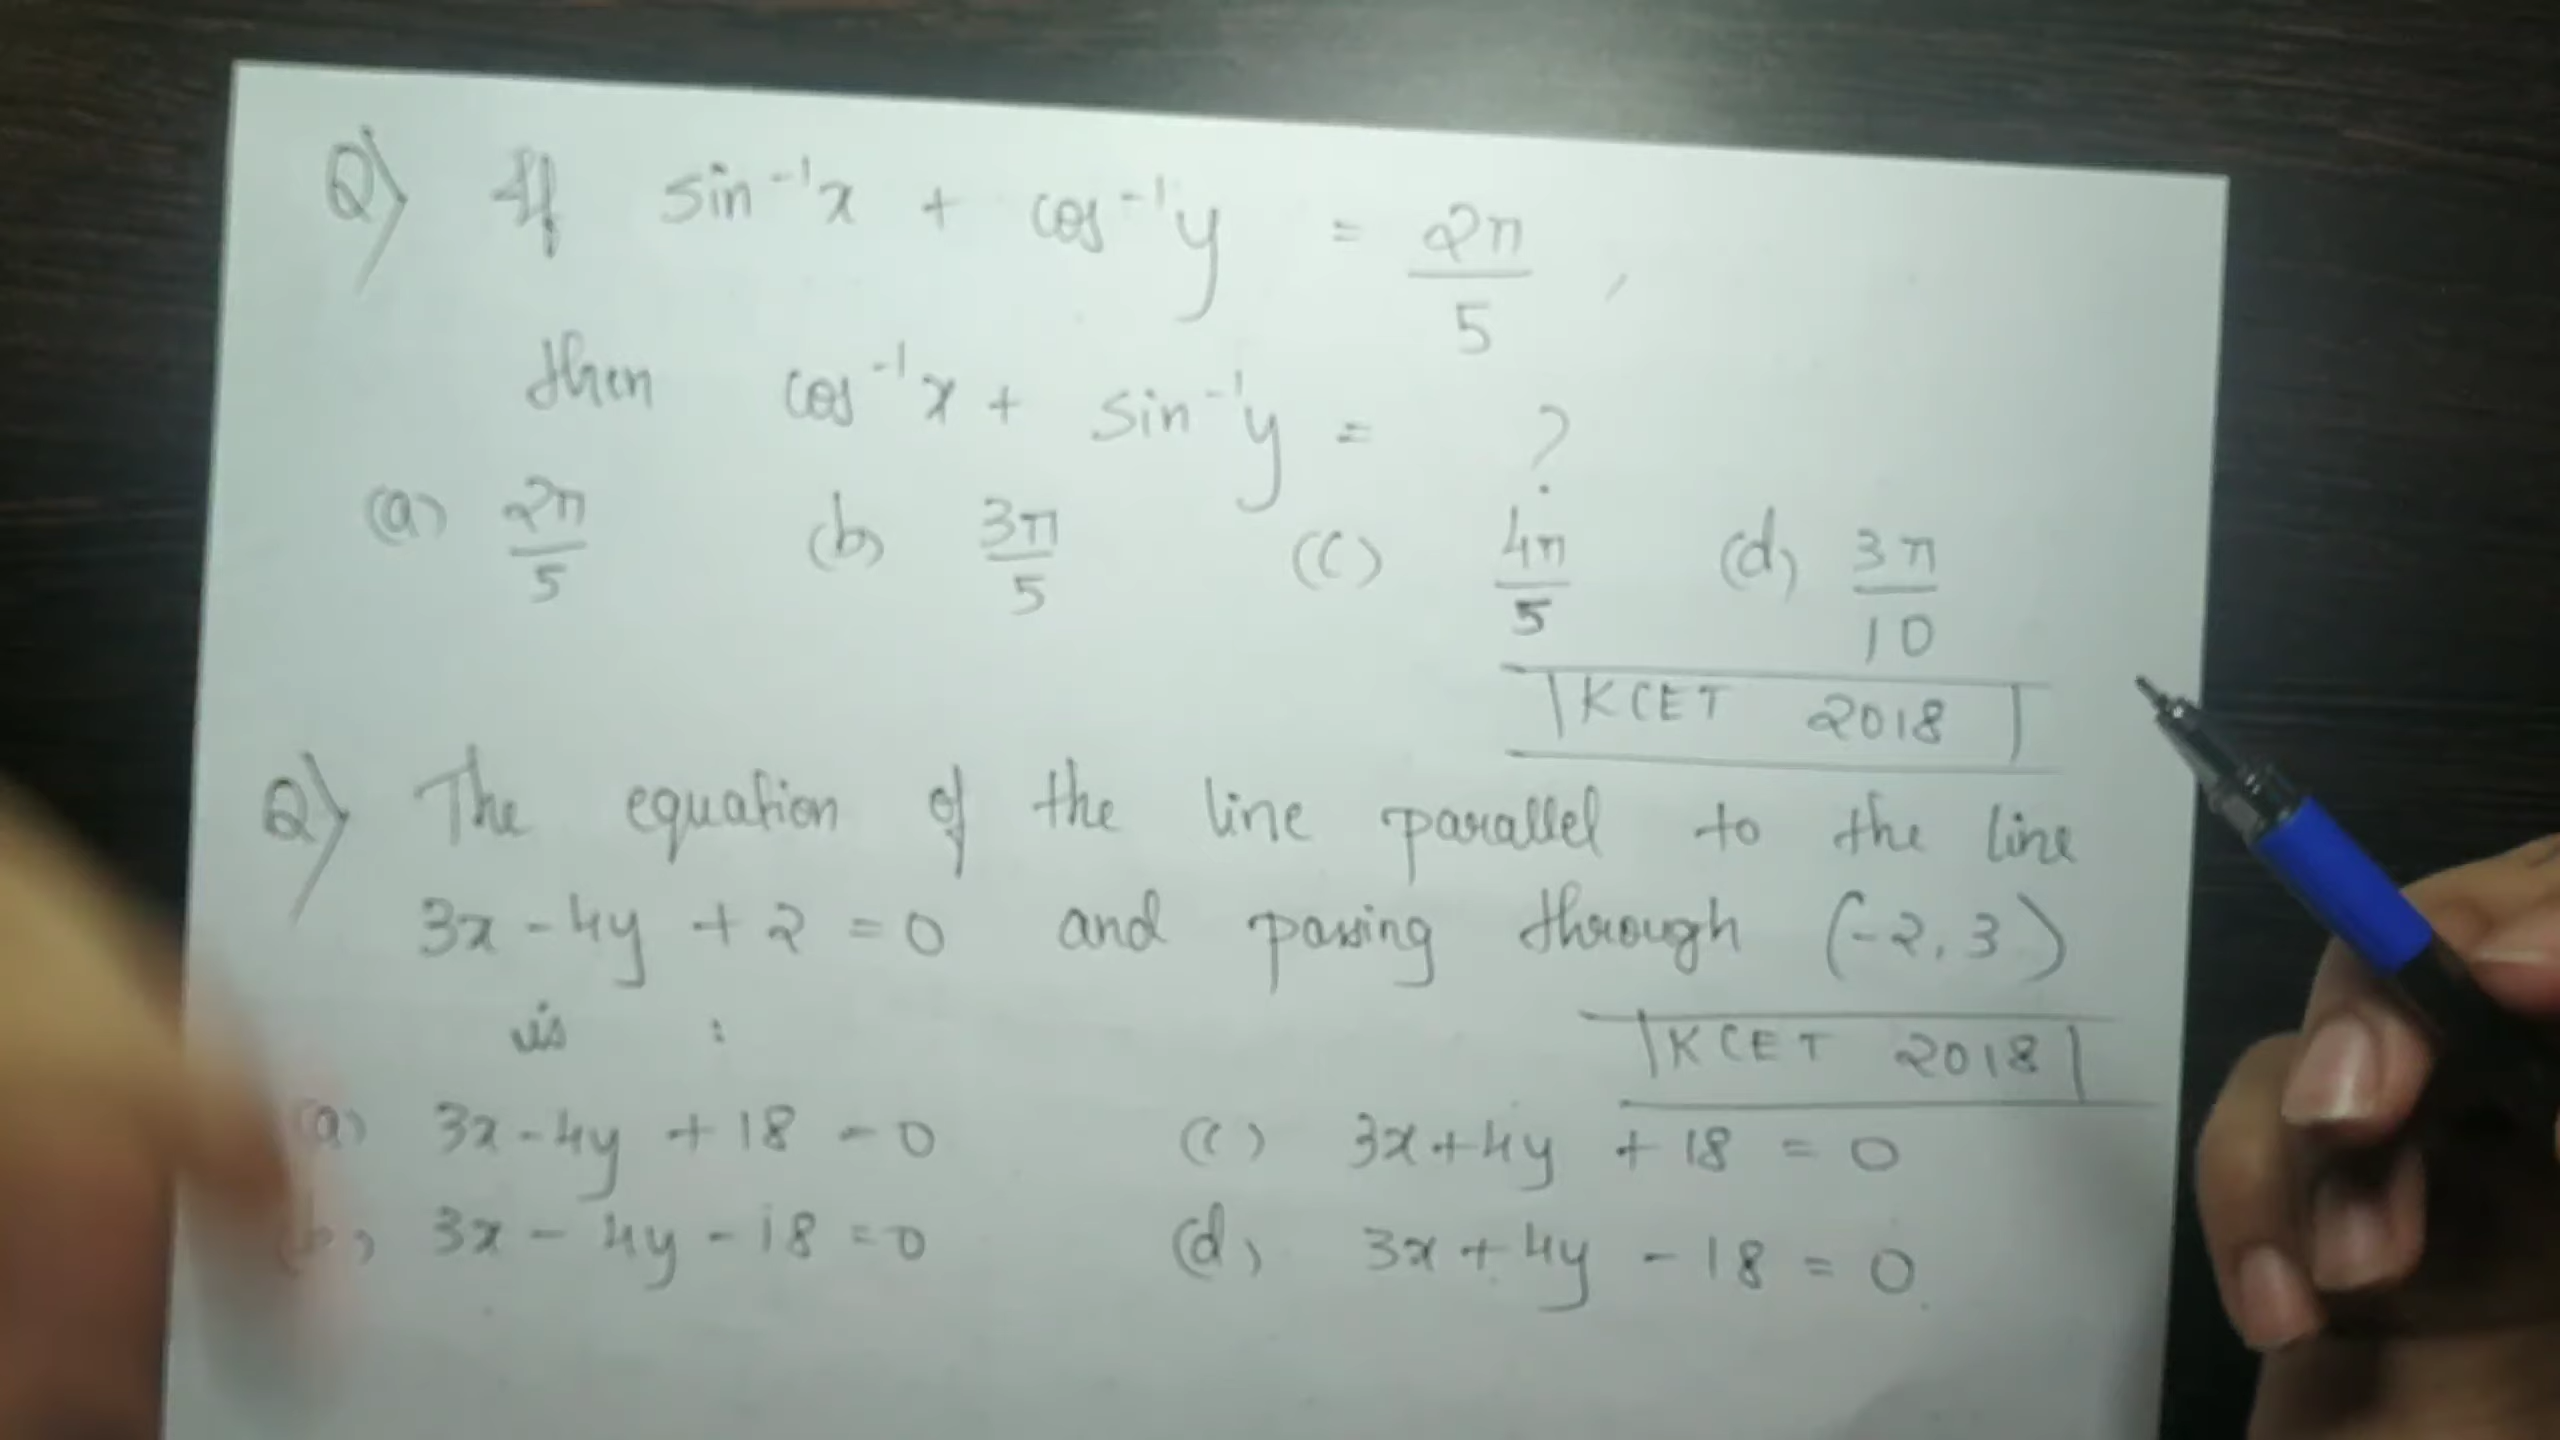 Q) If sin⁻¹x + cos⁻¹y = 2π/5 ,
then cos⁻¹x + sin⁻¹y = ?
(a) 2π/5 (b) 3π/5 (c) 4π/5 (d) 3π/10
KCET 2018
Q) The equation of the line parallel to the line
3x - 4y + 2 = 0 and passing through (-2, 3)
is :
KCET 2018
(a) 3x - 4y + 18 = 0 (c) 3x + 4y + 18 = 0
(b) 3x - 4y - 18 = 0 (d) 3x + 4y - 18 = 0